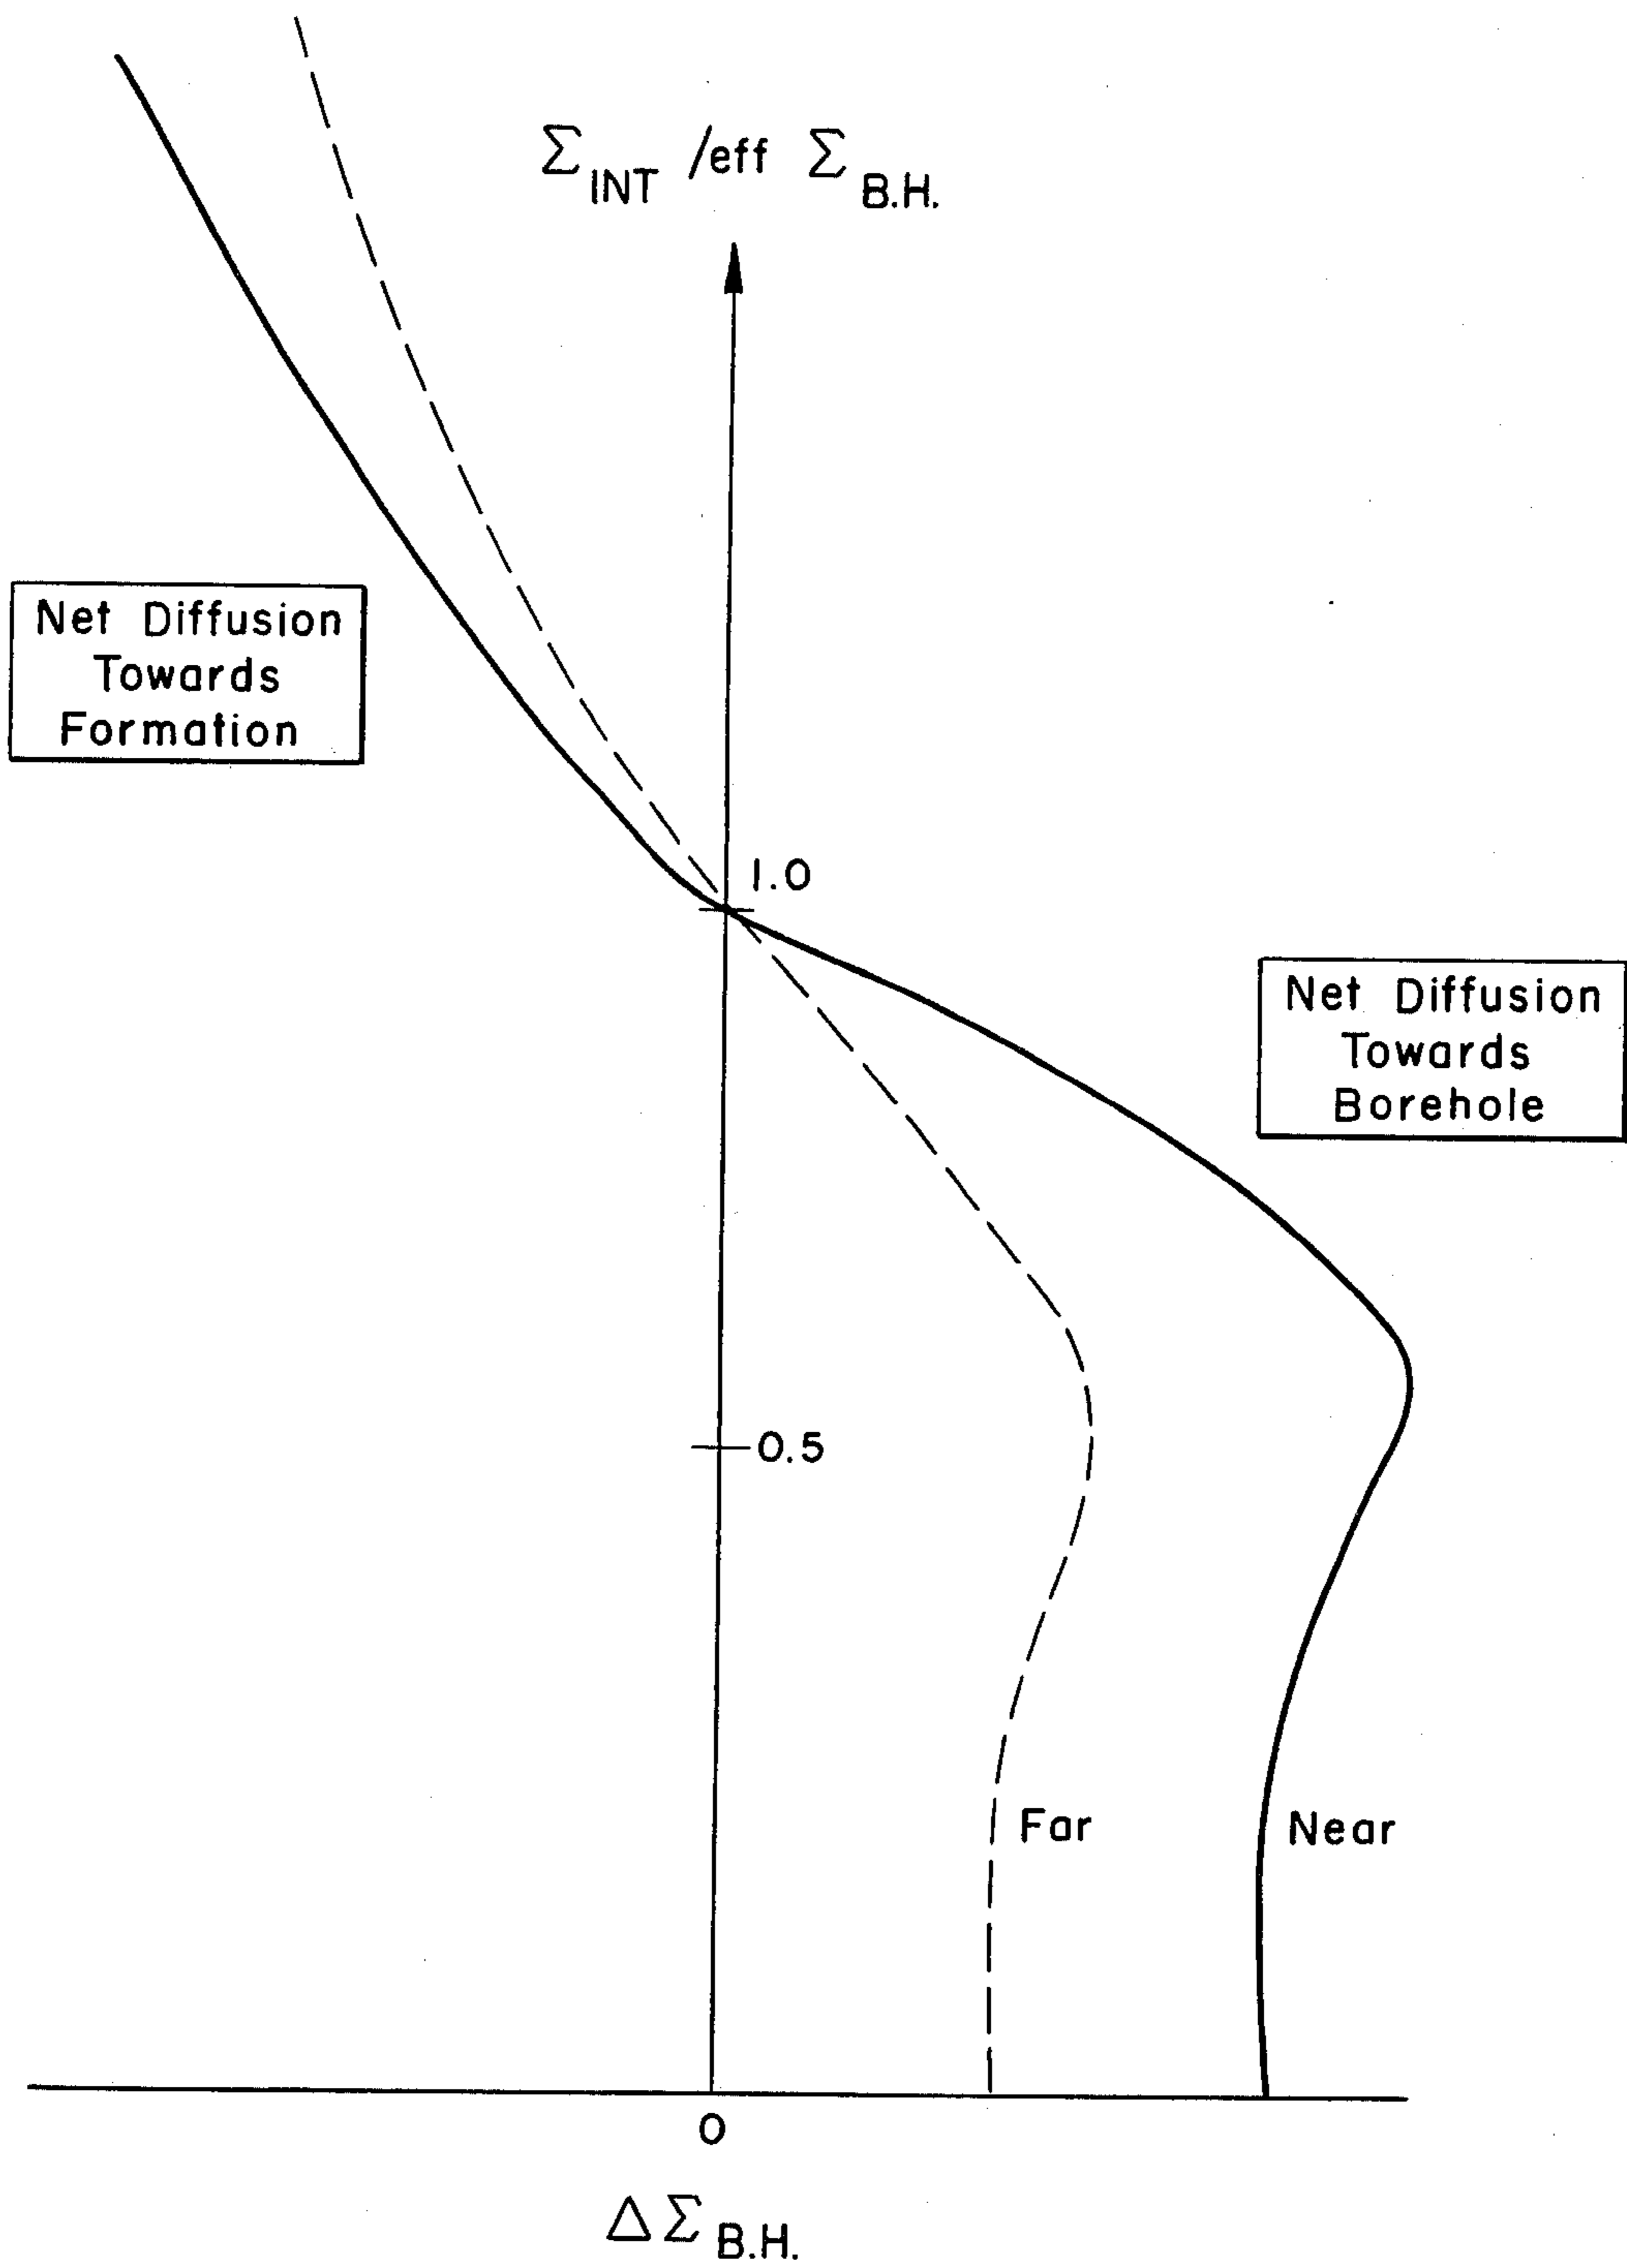 Σ INT /eff Σ B.H.
Net Diffusion
Towards
Formation
1.0
Net Diffusion
Towards
Borehole
0.5
Far
Near
0
ΔΣ B.H.